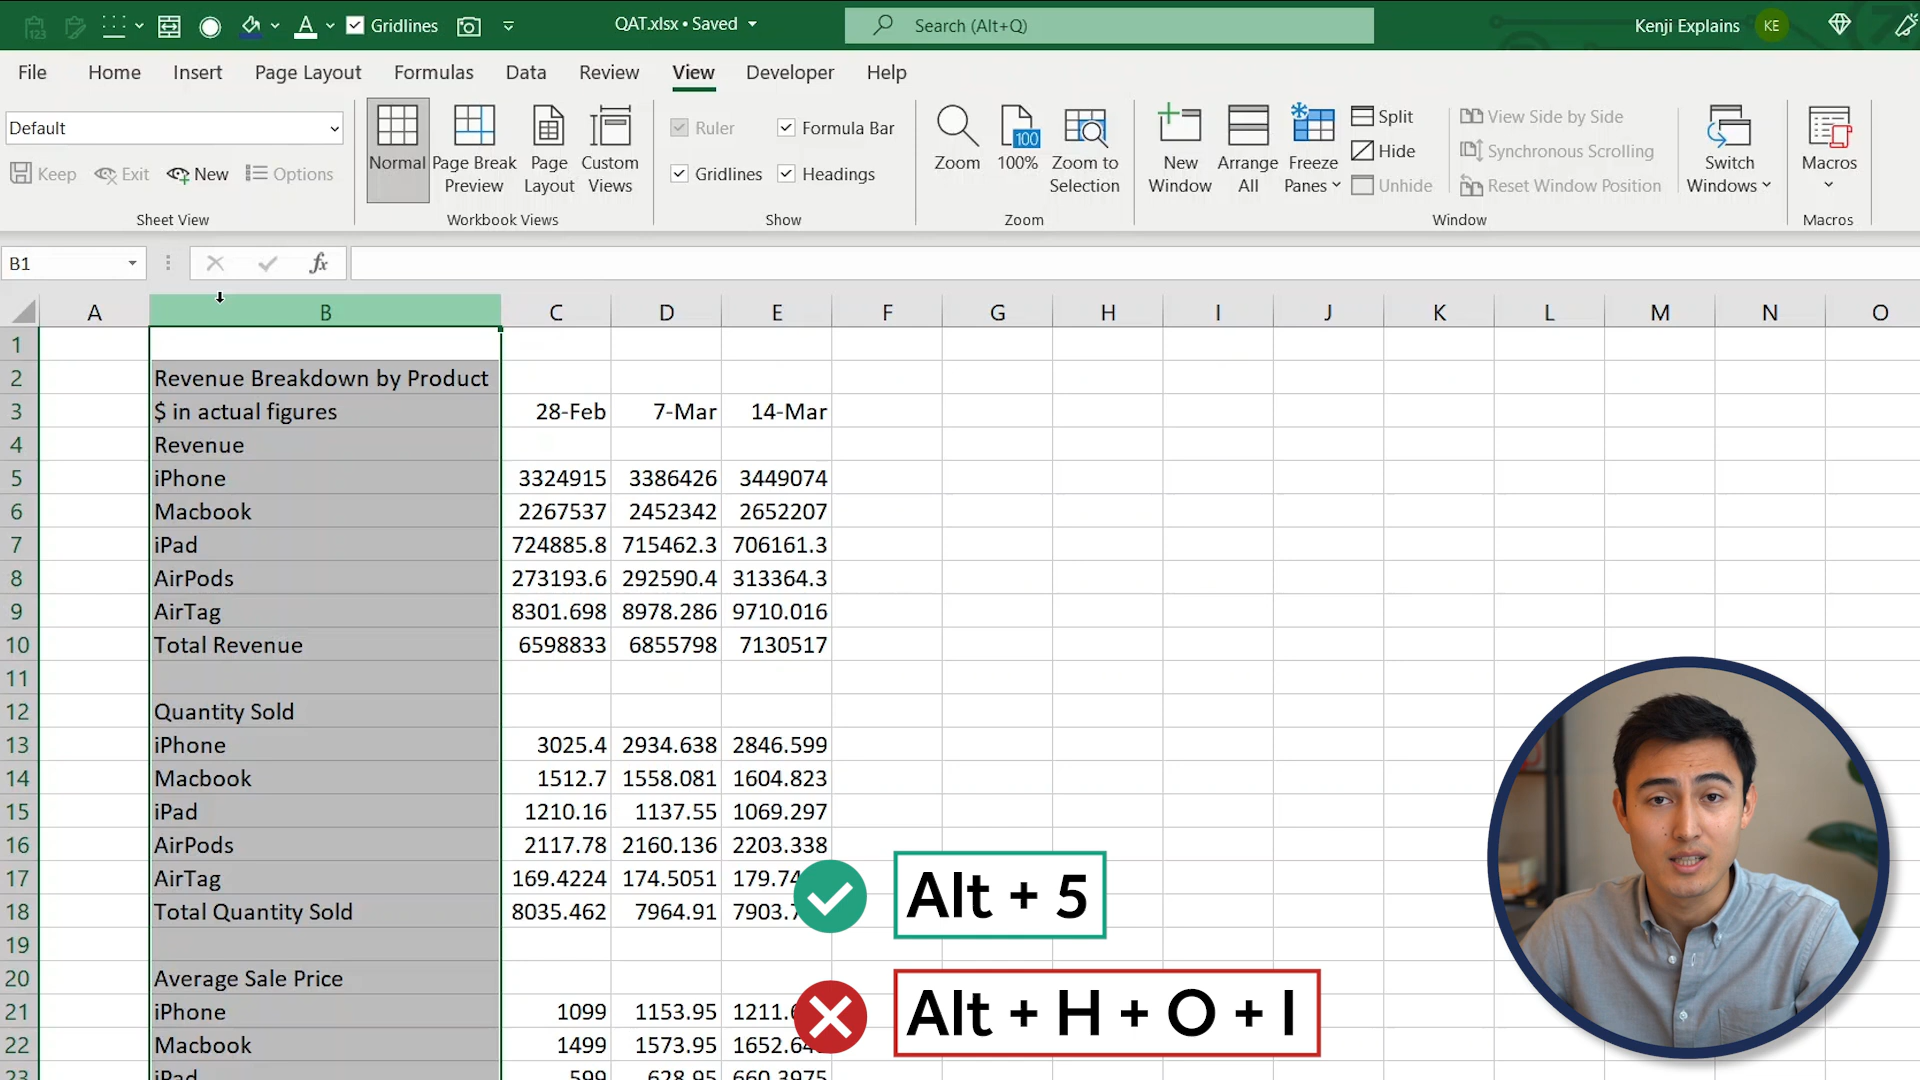 Gridlines
QAT.xlsx • Saved
Search (Alt+Q)
Kenji Explains
KE
File Home Insert Page Layout Formulas Data Review View Developer Help
Default
Keep Exit New Options
Sheet View
Normal
Page Break Preview
Page Layout
Custom Views
Workbook Views
Ruler
Formula Bar
Gridlines
Headings
Show
Zoom
100
100%
Zoom to Selection
Zoom
New Window
Arrange All
Freeze Panes
Split
Hide
Unhide
View Side by Side
Synchronous Scrolling
Reset Window Position
Window
Switch Windows
Macros
Macros
B1
fx
A B C D E F G H I J K L M N O
1
2 Revenue Breakdown by Product
3 $ in actual figures 28-Feb 7-Mar 14-Mar
4 Revenue
5 iPhone 3324915 3386426 3449074
6 Macbook 2267537 2452342 2652207
7 iPad 724885.8 715462.3 706161.3
8 AirPods 273193.6 292590.4 313364.3
9 AirTag 8301.698 8978.286 9710.016
10 Total Revenue 6598833 6855798 7130517
11
12 Quantity Sold
13 iPhone 3025.4 2934.638 2846.599
14 Macbook 1512.7 1558.081 1604.823
15 iPad 1210.16 1137.55 1069.297
16 AirPods 2117.78 2160.136 2203.338
17 AirTag 169.4224 174.5051
18 Total Quantity Sold 8035.462 7964.91
19
20 Average Sale Price
21 iPhone 1099 1153.95
22 Macbook 1499 1573.95
23 iPad 599 628.95 660.3975
Alt + 5
Alt + H + O + I